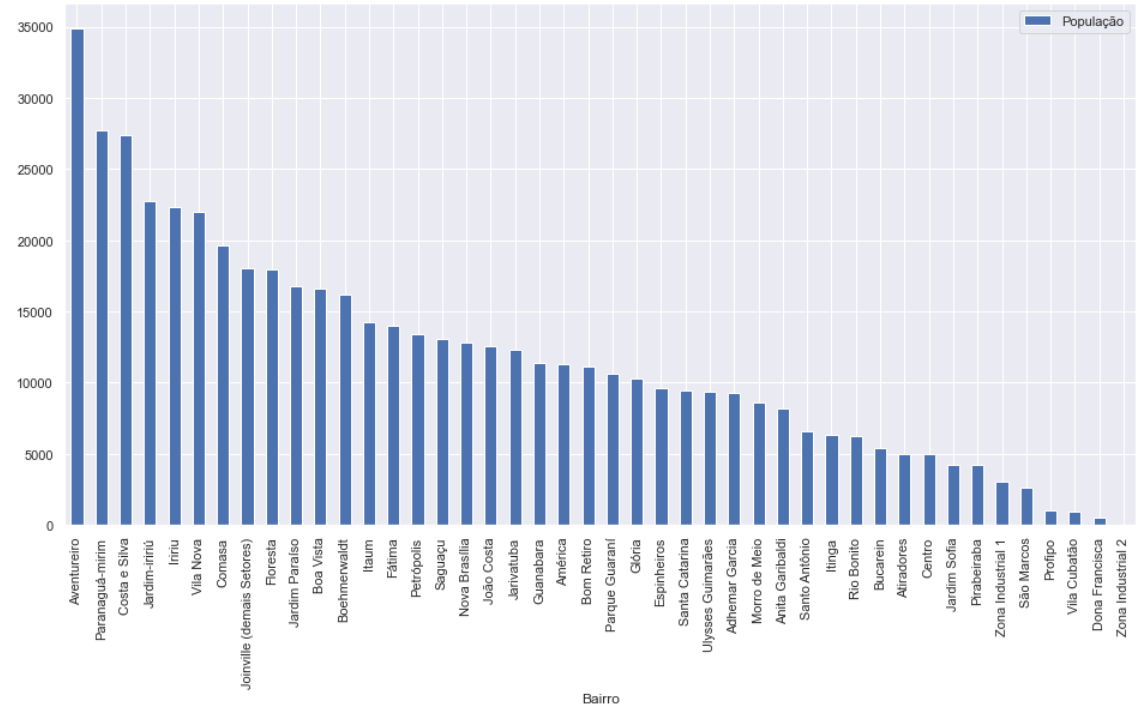 População
35000
30000
25000
20000
15000
10000
5000
0
Aventureiro
Paranaguá-mirim
Costa e Silva
Jardim-iririú
Iririu
Vila Nova
Comasa
Joinville (demais Setores)
Floresta
Jardim Paraíso
Boa Vista
Boehmerwaldt
Itaum
Fátima
Petrópolis
Saguaçu
Nova Brasília
João Costa
Jarivatuba
Guanabara
América
Bom Retiro
Parque Guaraní
Glória
Espinheiros
Santa Catarina
Ulysses Guimarães
Adhemar Garcia
Morro de Meio
Anita Garibaldi
Santo Antônio
Itinga
Rio Bonito
Bucarein
Atiradores
Centro
Jardim Sofia
Pirabeiraba
Zona Industrial 1
São Marcos
Profipo
Vila Cubatão
Dona Francisca
Zona Industrial 2
Bairro